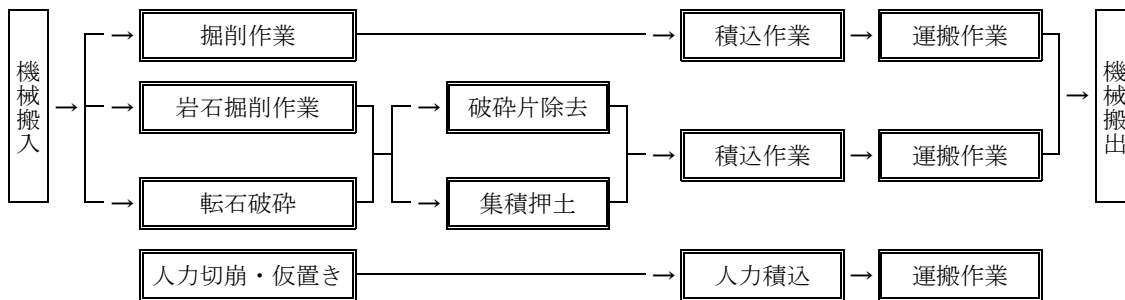 機械搬入
→
→
掘削作業
→
積込作業
→
運搬作業
→
岩石掘削作業
→
破砕片除去
→
積込作業
→
運搬作業
→
転石破砕
→
集積押土
→
機械搬出
人力切崩・仮置き
→
人力積込
→
運搬作業